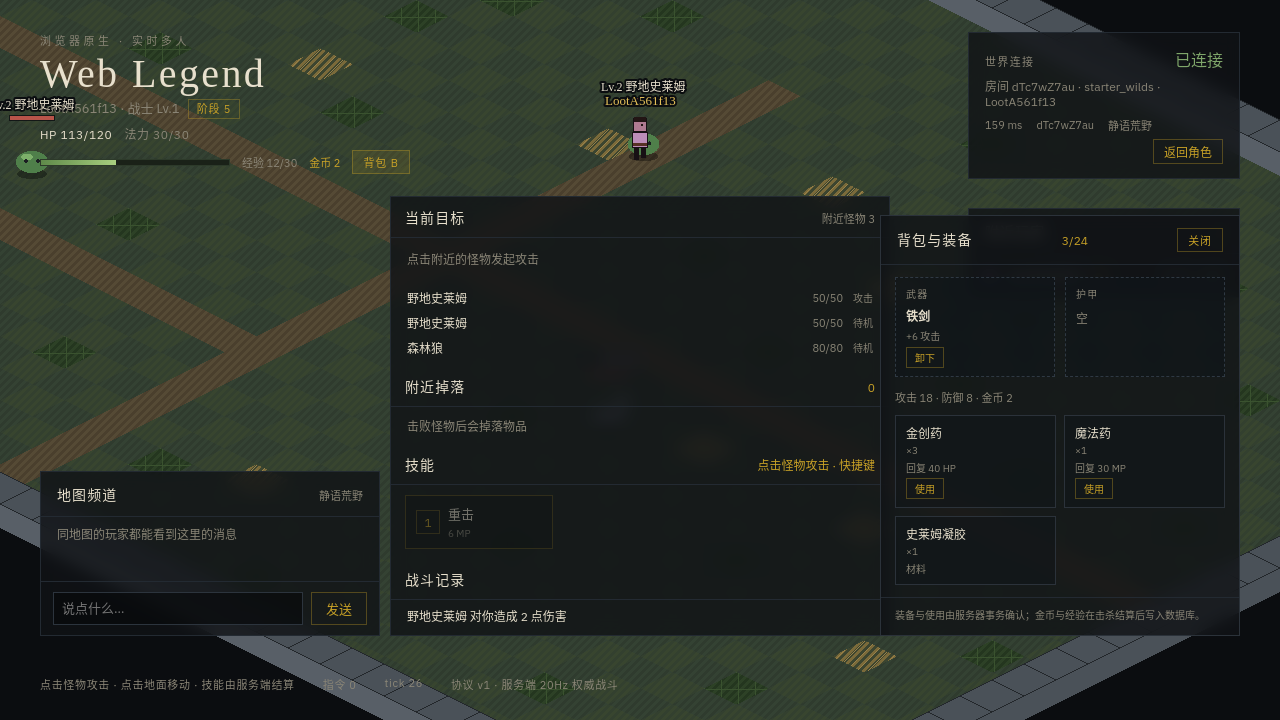 浏览器原生 · 实时多人
Web Legend
LootA561f13 · 战士 Lv.1 阶段 5
v.2 野地史莱姆
HP 113/120 法力 30/30
经验 12/30 金币 2 背包 B
Lv.2 野地史莱姆
LootA561f13
世界连接 已连接
房间 dTc7wZ7au · starter_wilds ·
LootA561f13
159 ms dTc7wZ7au 静语荒野
返回角色
当前目标 附近怪物 3
点击附近的怪物发起攻击
野地史莱姆 50/50 攻击
野地史莱姆 50/50 待机
森林狼 80/80 待机
附近掉落 0
击败怪物后会掉落物品
技能 点击怪物攻击 · 快捷键
1 重击
6 MP
战斗记录
野地史莱姆 对你造成 2 点伤害
背包与装备 3/24 关闭
武器
铁剑
+6 攻击
卸下
护甲
空
攻击 18 · 防御 8 · 金币 2
金创药
×3
回复 40 HP
使用
魔法药
×1
回复 30 MP
使用
史莱姆凝胶
×1
材料
装备与使用由服务器事务确认；金币与经验在击杀结算后写入数据库。
地图频道 静语荒野
同地图的玩家都能看到这里的消息
说点什么... 发送
点击怪物攻击 · 点击地面移动 · 技能由服务端结算 指令 0 tick 26 协议 v1 · 服务端 20Hz 权威战斗